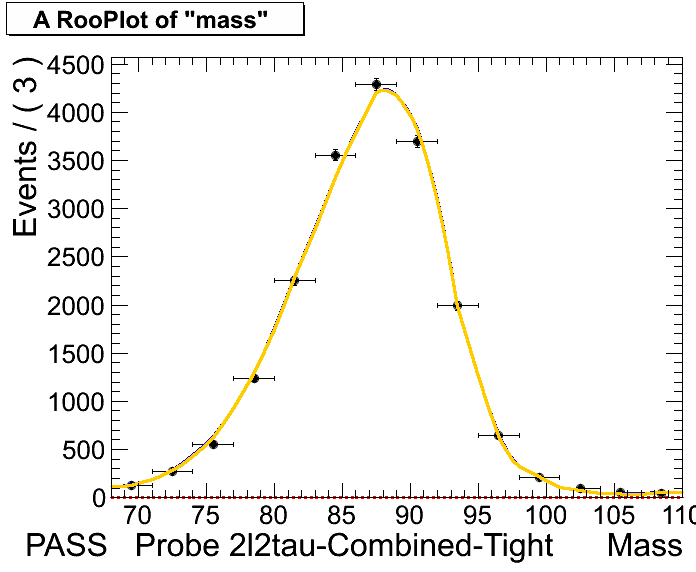 A RooPlot of "mass"
Events / ( 3 )
4500
4000
3500
3000
2500
2000
1500
1000
500
0
70 75 80 85 90 95 100 105 110
PASS Probe 2l2tau-Combined-Tight Mass